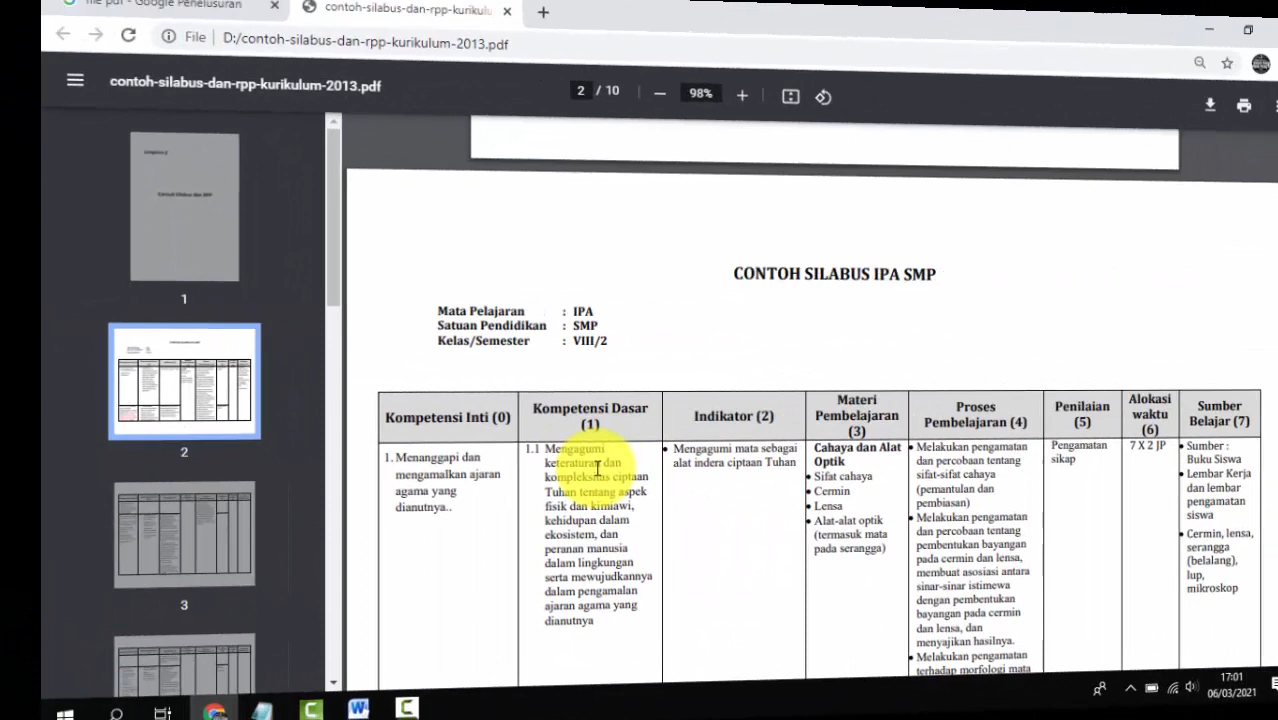 file pdf - Google Penelusuran
contoh-silabus-dan-rpp-kurikulu
File D:/contoh-silabus-dan-rpp-kurikulum-2013.pdf
contoh-silabus-dan-rpp-kurikulum-2013.pdf
2 / 10
98%
Contoh Silabus dan RPP
1
2
3
CONTOH SILABUS IPA SMP
Mata Pelajaran : IPA
Satuan Pendidikan : SMP
Kelas/Semester : VIII/2
Kompetensi Inti (0)
Kompetensi Dasar
(1)
Indikator (2)
Materi
Pembelajaran
(3)
Proses
Pembelajaran (4)
Penilaian
(5)
Alokasi
waktu
(6)
Sumber
Belajar (7)
1. Menanggapi dan
mengamalkan ajaran
agama yang
dianutnya..
1.1 Mengagumi
keteraturan dan
kompleksitas ciptaan
Tuhan tentang aspek
fisik dan kimiawi,
kehidupan dalam
ekosistem, dan
peranan manusia
dalam lingkungan
serta mewujudkannya
dalam pengamalan
ajaran agama yang
dianutnya
• Mengagumi mata sebagai
alat indera ciptaan Tuhan
Cahaya dan Alat
Optik
• Sifat cahaya
• Cermin
• Lensa
• Alat-alat optik
(termasuk mata
pada serangga)
• Melakukan pengamatan
dan percobaan tentang
sifat-sifat cahaya
(pemantulan dan
pembiasan)
• Melakukan pengamatan
dan percobaan tentang
pembentukan bayangan
pada cermin dan lensa,
membuat asosiasi antara
sinar-sinar istimewa
dengan pembentukan
bayangan pada cermin
dan lensa, dan
menyajikan hasilnya.
• Melakukan pengamatan
terhadap morfologi mata
Pengamatan
sikap
7 X 2 JP
• Sumber :
Buku Siswa
• Lembar Kerja
dan lembar
pengamatan
siswa
• Cermin, lensa,
serangga
(belalang),
lup,
mikroskop
17:01
06/03/2021